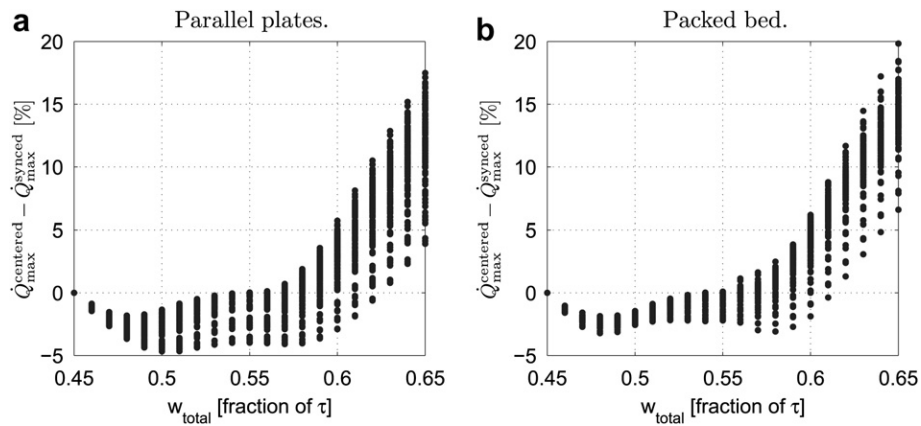 a Parallel plates.
20
15
10
5
0
−5
Q̇centered max − Q̇synced max [%]
0.45 0.5 0.55 0.6 0.65
w_total [fraction of τ]
b Packed bed.
20
15
10
5
0
−5
Q̇centered max − Q̇synced max [%]
0.45 0.5 0.55 0.6 0.65
w_total [fraction of τ]